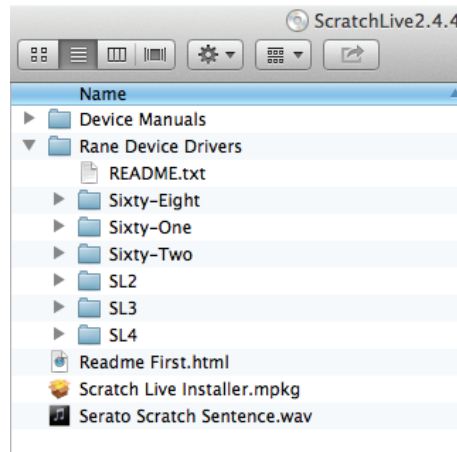 ScratchLive2.4.4
Name
Device Manuals
Rane Device Drivers
README.txt
Sixty-Eight
Sixty-One
Sixty-Two
SL2
SL3
SL4
Readme First.html
Scratch Live Installer.mpkg
Serato Scratch Sentence.wav